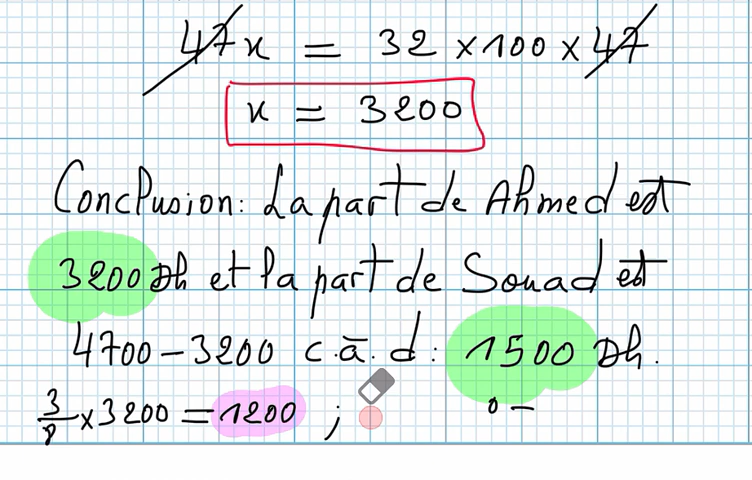 47x = 32 × 100 × 47
x = 3200
Conclusion: La part de Ahmed est
3200 Dh et la part de Souad est
4700 - 3200 c.à.d: 1500 Dh.
3/8 × 3200 = 1200 ;